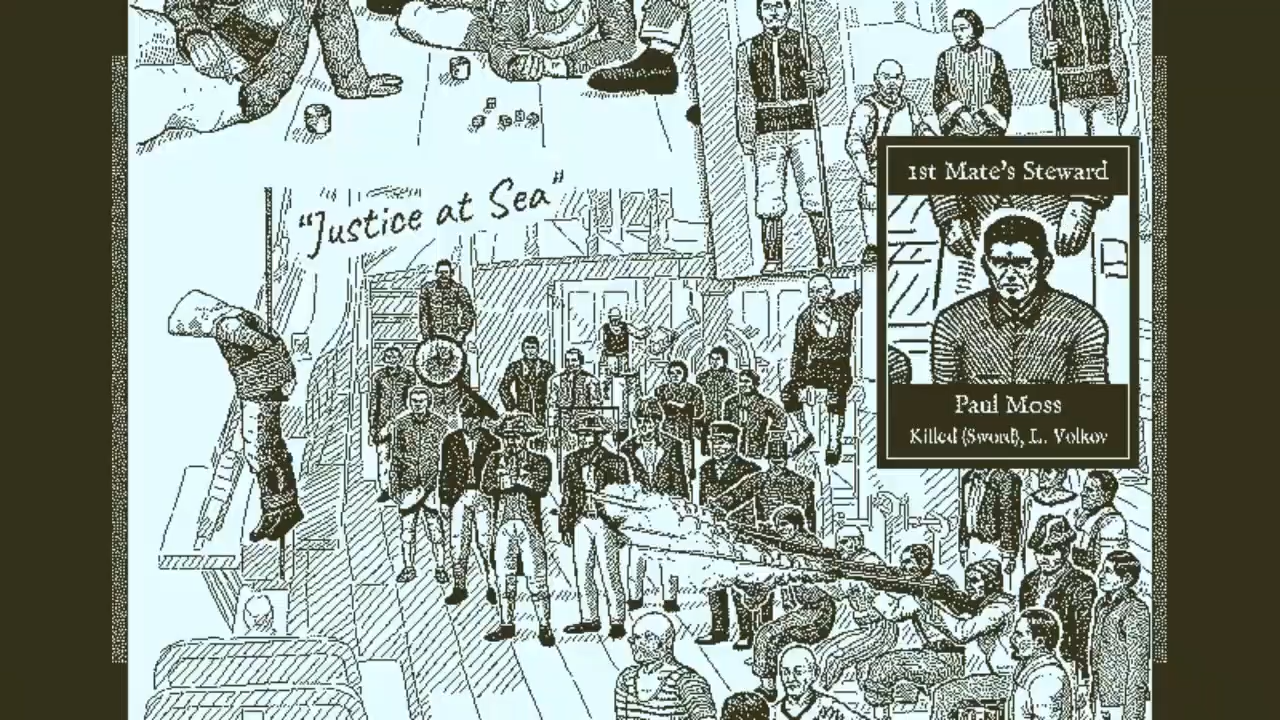 "Justice at Sea"
1st Mate's Steward
Paul Moss
Killed (Sword), L. Volkov